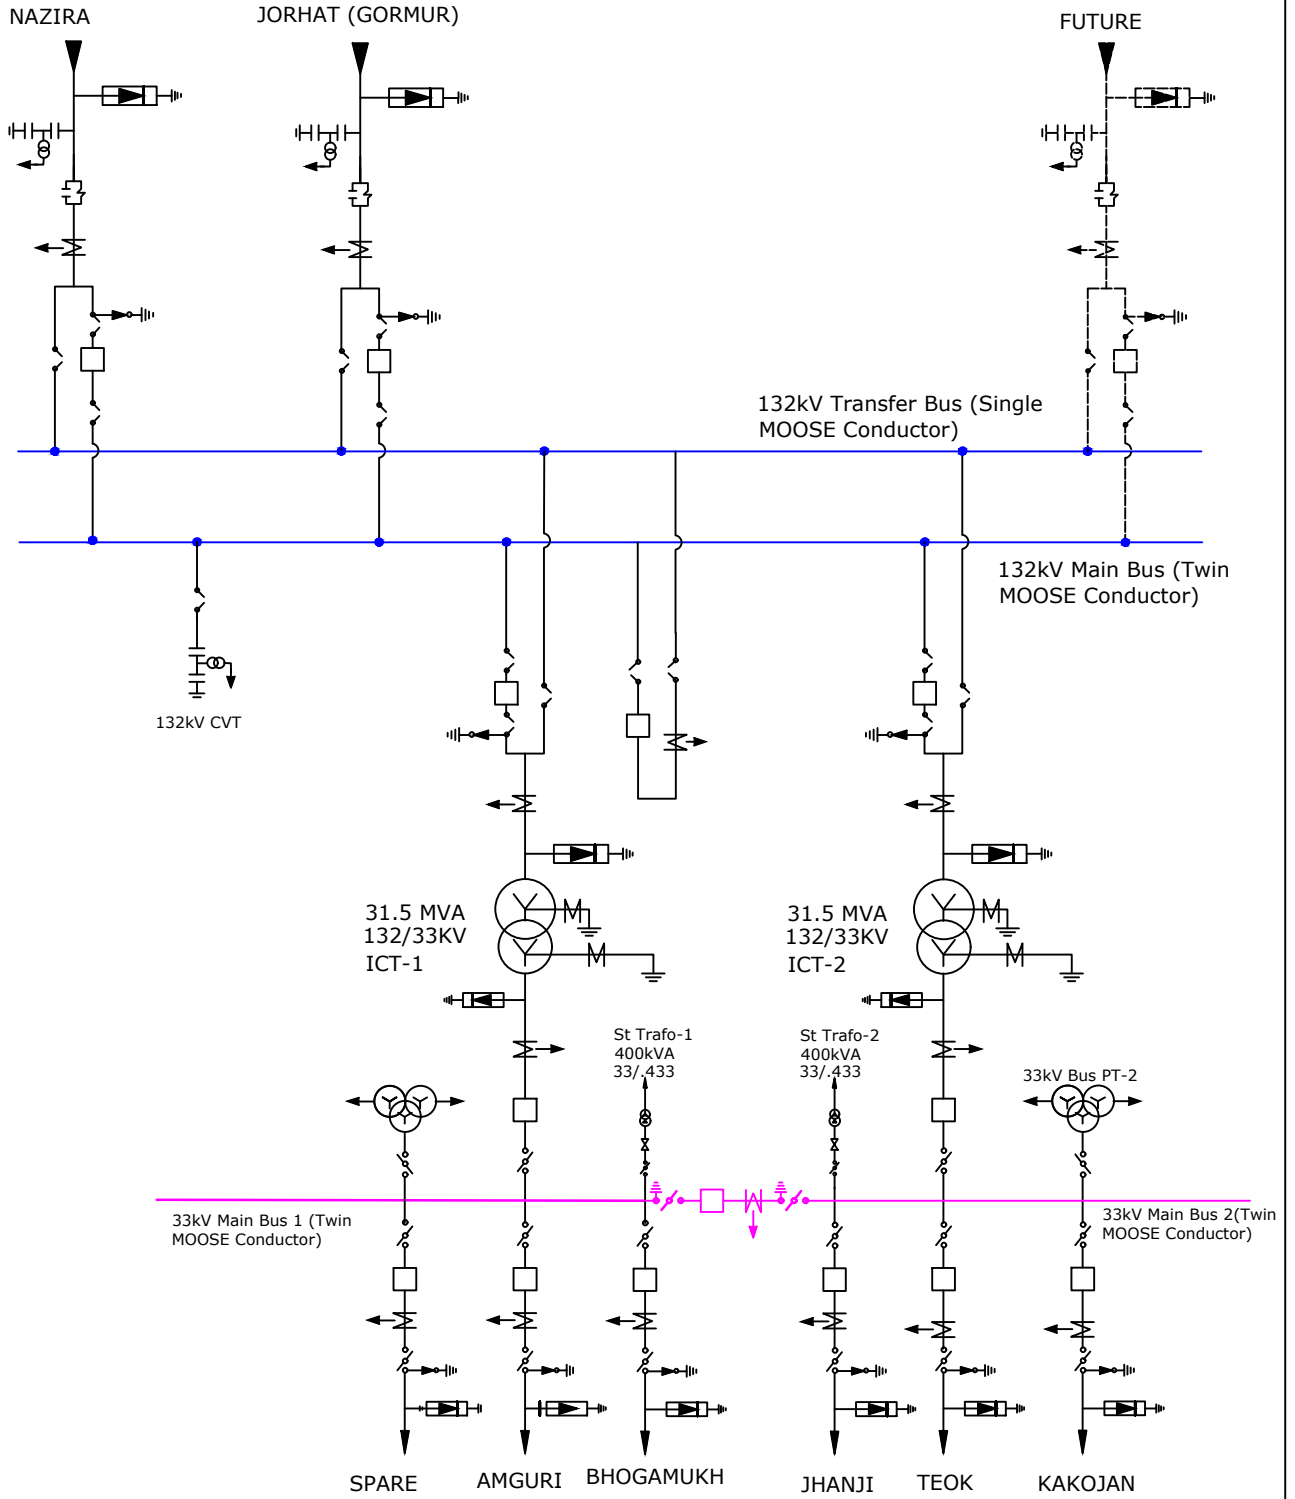 NAZIRA
JORHAT (GORMUR)
FUTURE
132kV Transfer Bus (Single
MOOSE Conductor)
132kV Main Bus (Twin
MOOSE Conductor)
132kV CVT
31.5 MVA
132/33KV
ICT-1
31.5 MVA
132/33KV
ICT-2
St Trafo-1
400kVA
33/.433
St Trafo-2
400kVA
33/.433
33kV Bus PT-2
33kV Main Bus 1 (Twin
MOOSE Conductor)
33kV Main Bus 2(Twin
MOOSE Conductor)
SPARE
AMGURI
BHOGAMUKH
JHANJI
TEOK
KAKOJAN